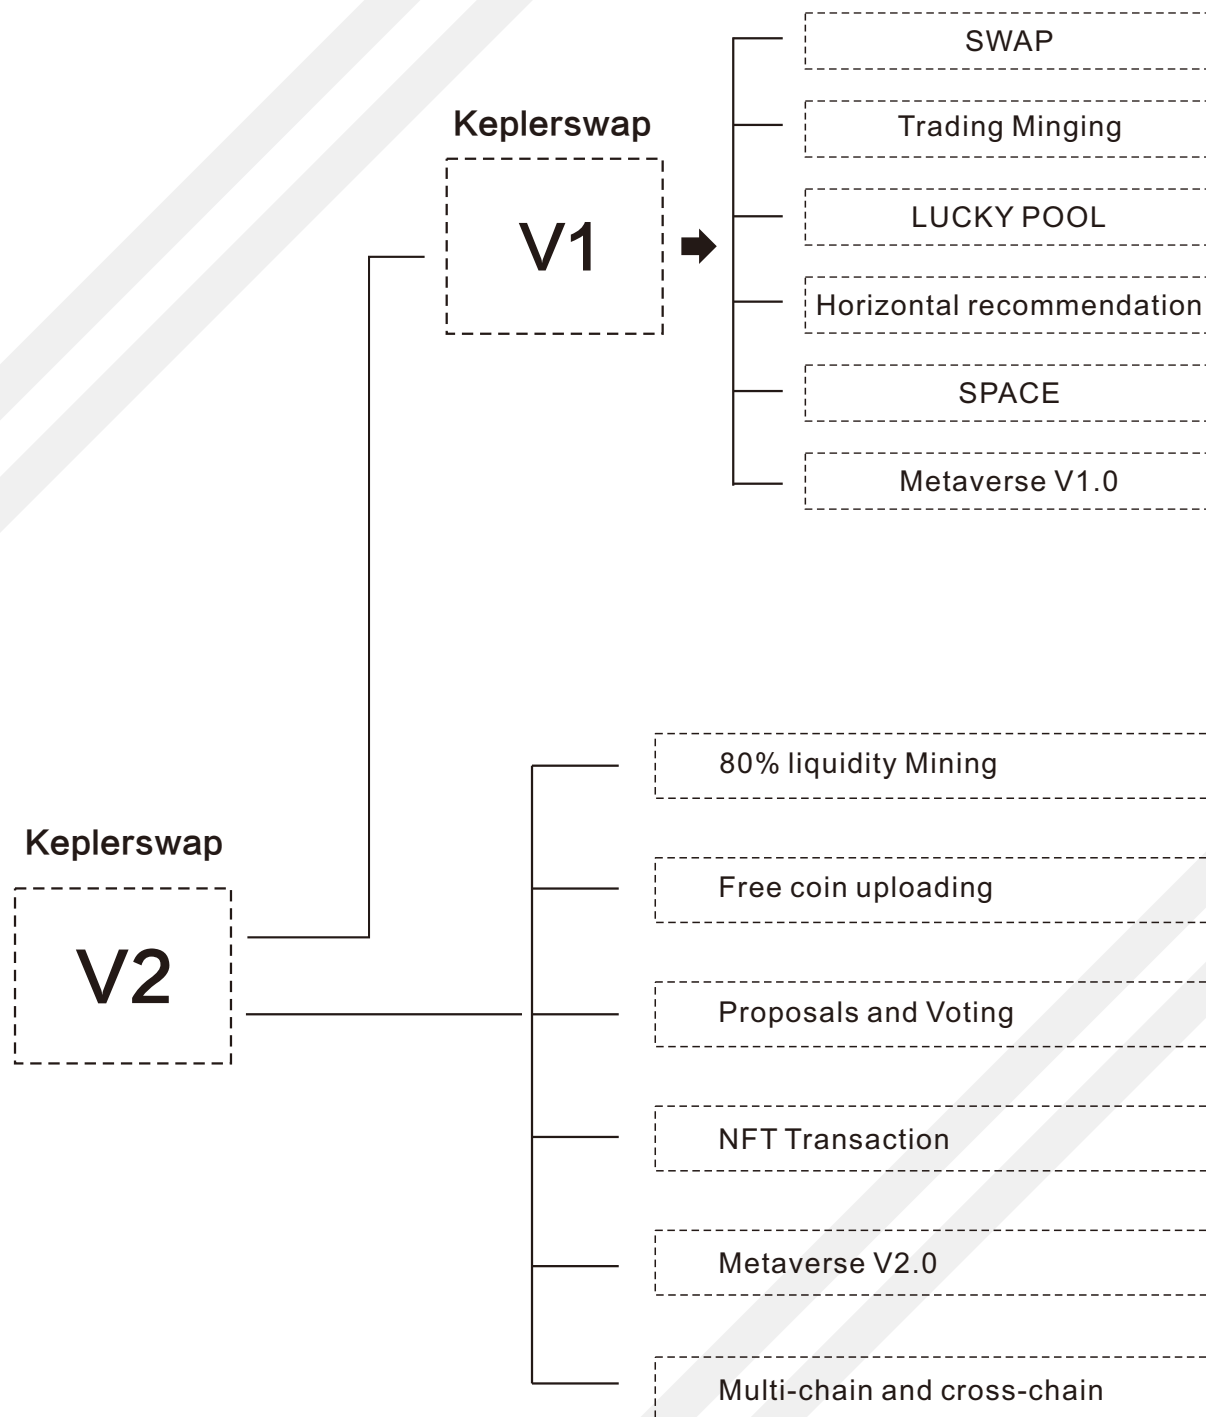 Keplerswap
V1
SWAP
Trading Minging
LUCKY POOL
Horizontal recommendation
SPACE
Metaverse V1.0
Keplerswap
V2
80% liquidity Mining
Free coin uploading
Proposals and Voting
NFT Transaction
Metaverse V2.0
Multi-chain and cross-chain